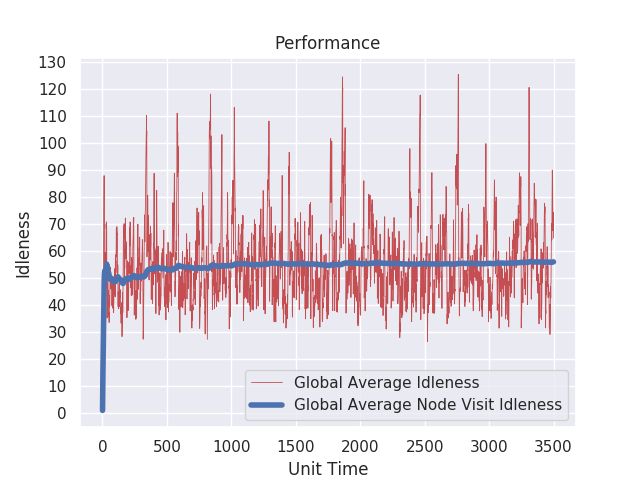 Performance
Idleness
130
120
110
100
90
80
70
60
50
40
30
20
10
0
Global Average Idleness
Global Average Node Visit Idleness
0 500 1000 1500 2000 2500 3000 3500
Unit Time